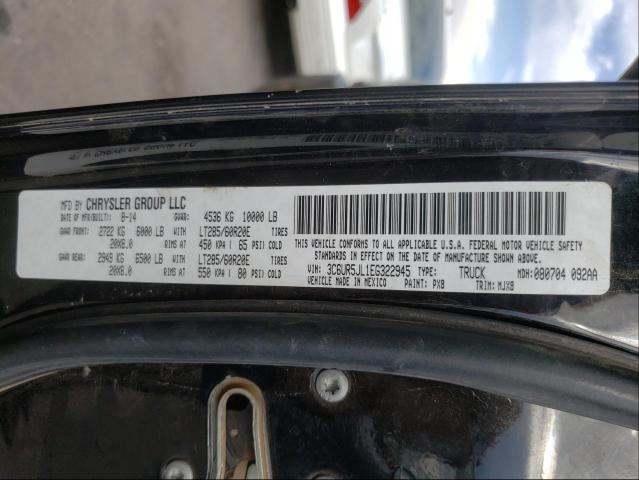 MFD BY CHRYSLER GROUP LLC
DATE OF MFR(BUILT): 8-14 GVWR: 4536 KG 10000 LB
GAWR FRONT: 2722 KG 6000 LB LT285/60R20E TIRES
20X8.0 RIMS AT 450 KPA( 65 PSI) COLD
GAWR REAR: 2949 KG 6500 LB LT285/60R20E TIRES
20X8.0 RIMS AT 550 KPA( 80 PSI) COLD
THIS VEHICLE CONFORMS TO ALL APPLICABLE U.S.A. FEDERAL MOTOR VEHICLE SAFETY
STANDARDS IN EFFECT ON THE DATE OF MANUFACTURE SHOWN ABOVE.
VIN: 3C6UR5JL1EG322945 TYPE: TRUCK MDH: 080704 092AA
VEHICLE MADE IN MEXICO PAINT: PX8 TRIM: MJX8